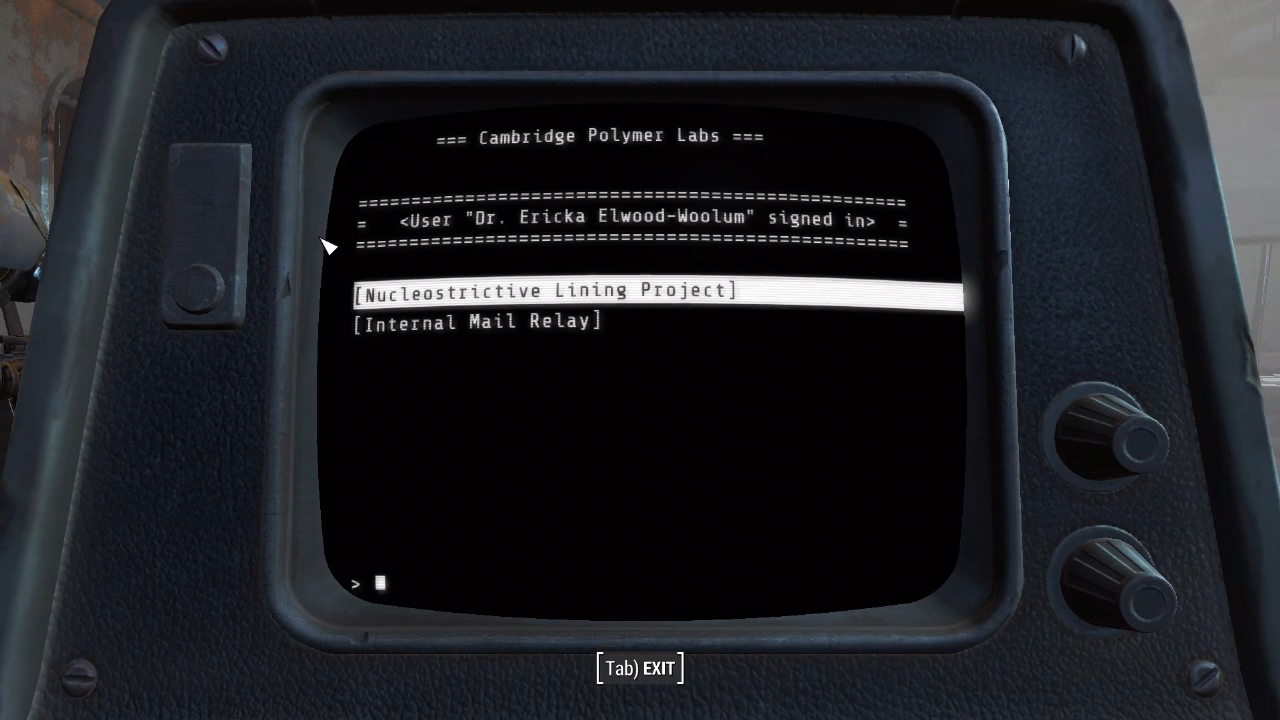 === Cambridge Polymer Labs ===
====================================================
=   <User "Dr. Ericka Elwood-Woolum" signed in>  =
====================================================
[Nucleostrictive Lining Project]
[Internal Mail Relay]
>
[Tab) EXIT]